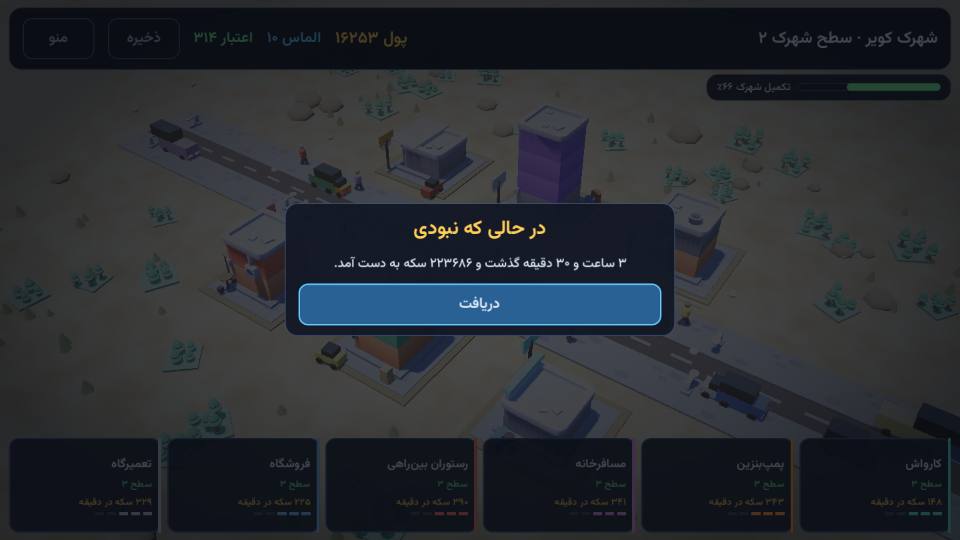 شهرک کویر · سطح شهرک ۲
پول ۱۶۲۵۳
الماس ۱۰
اعتبار ۳۱۴
ذخیره
منو
تکمیل شهرک ۶۶٪
در حالی که نبودی
۳ ساعت و ۳۰ دقیقه گذشت و ۲۲۳۶۸۶ سکه به دست آمد.
دریافت
کارواش
سطح ۳
۱۴۸ سکه در دقیقه
پمپ‌بنزین
سطح ۳
۳۴۳ سکه در دقیقه
مسافرخانه
سطح ۳
۳۴۱ سکه در دقیقه
رستوران بین‌راهی
سطح ۳
۳۹۰ سکه در دقیقه
فروشگاه
سطح ۳
۲۲۵ سکه در دقیقه
تعمیرگاه
سطح ۳
۳۲۹ سکه در دقیقه